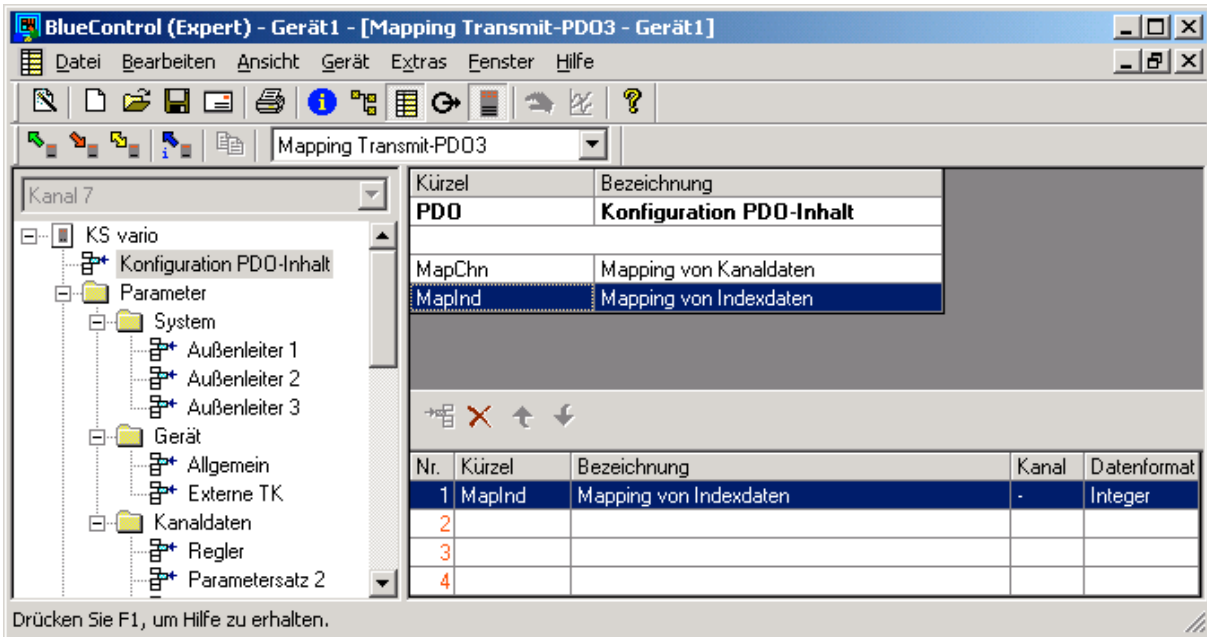 BlueControl (Expert) - Gerät1 - [Mapping Transmit-PDO3 - Gerät1]
Datei Bearbeiten Ansicht Gerät Extras Fenster Hilfe
Mapping Transmit-PDO3
Kanal 7
KS vario
Konfiguration PDO-Inhalt
Parameter
System
Außenleiter 1
Außenleiter 2
Außenleiter 3
Gerät
Allgemein
Externe TK
Kanaldaten
Regler
Parametersatz 2
Kürzel Bezeichnung
PDO Konfiguration PDO-Inhalt
MapChn Mapping von Kanaldaten
MapInd Mapping von Indexdaten
Nr. Kürzel Bezeichnung Kanal Datenformat
1 MapInd Mapping von Indexdaten - Integer
2
3
4
Drücken Sie F1, um Hilfe zu erhalten.